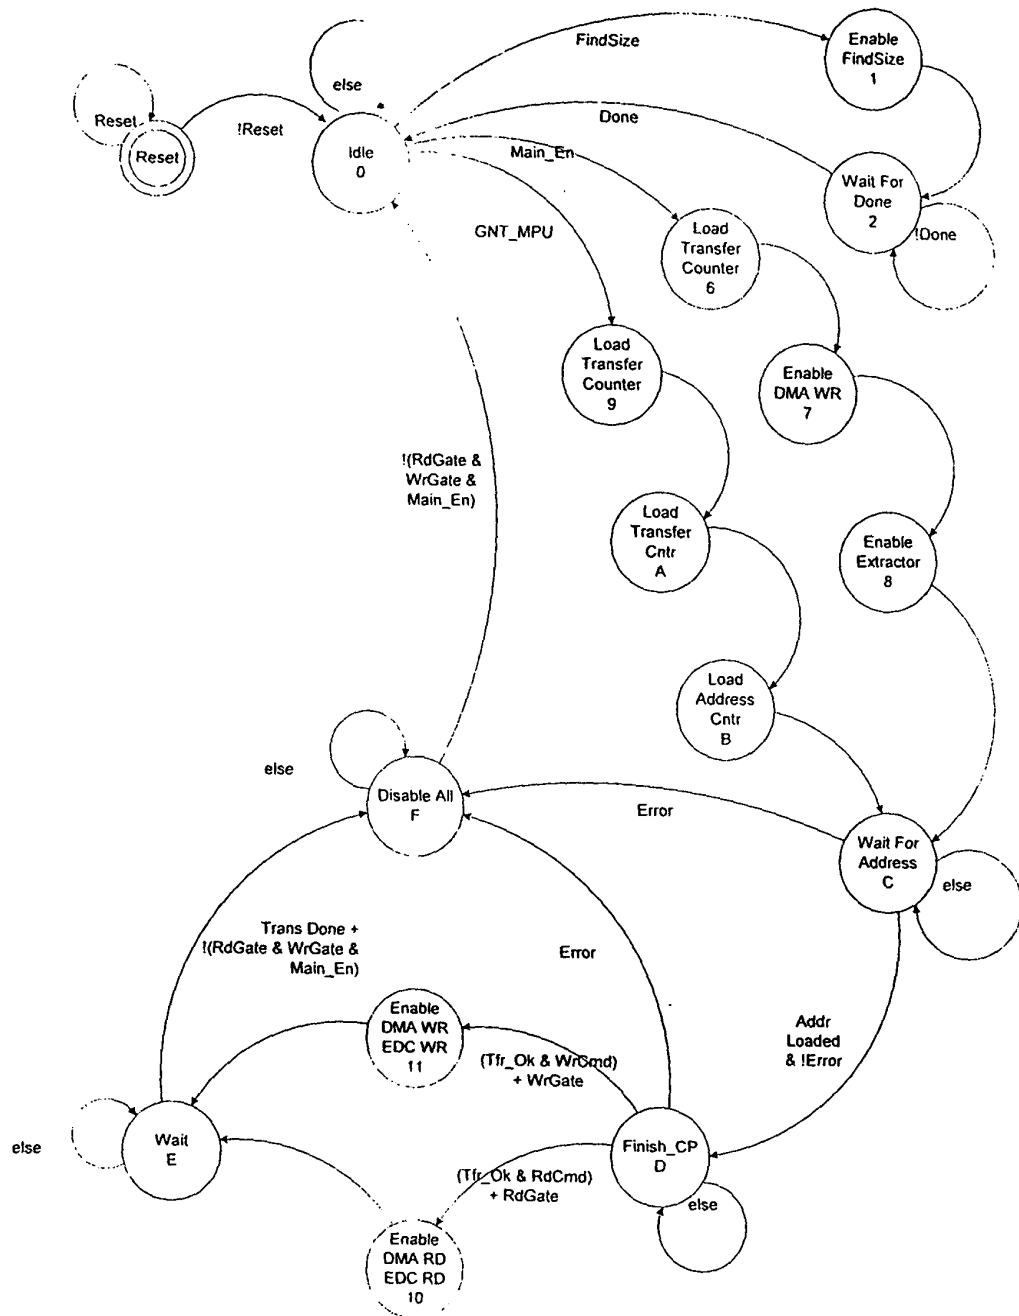 FindSize
Enable
FindSize
1
else
Reset
!Reset
Reset
Idle
0
Done
Main_En
Wait For
Done
2
!Done
GNT_MPU
Load
Transfer
Counter
6
Load
Transfer
Counter
9
Enable
DMA WR
7
!(RdGate &
WrGate &
Main_En)
Load
Transfer
Cntr
A
Enable
Extractor
8
Load
Address
Cntr
B
else
Disable All
F
Error
Wait For
Address
C
else
Trans Done +
!(RdGate & WrGate &
Main_En)
Error
Enable
DMA WR
EDC WR
11
(Tfr_Ok & WrCmd)
+ WrGate
Addr
Loaded
& !Error
else
Wait
E
Finish_CP
D
(Tfr_Ok & RdCmd)
+ RdGate
else
Enable
DMA RD
EDC RD
10